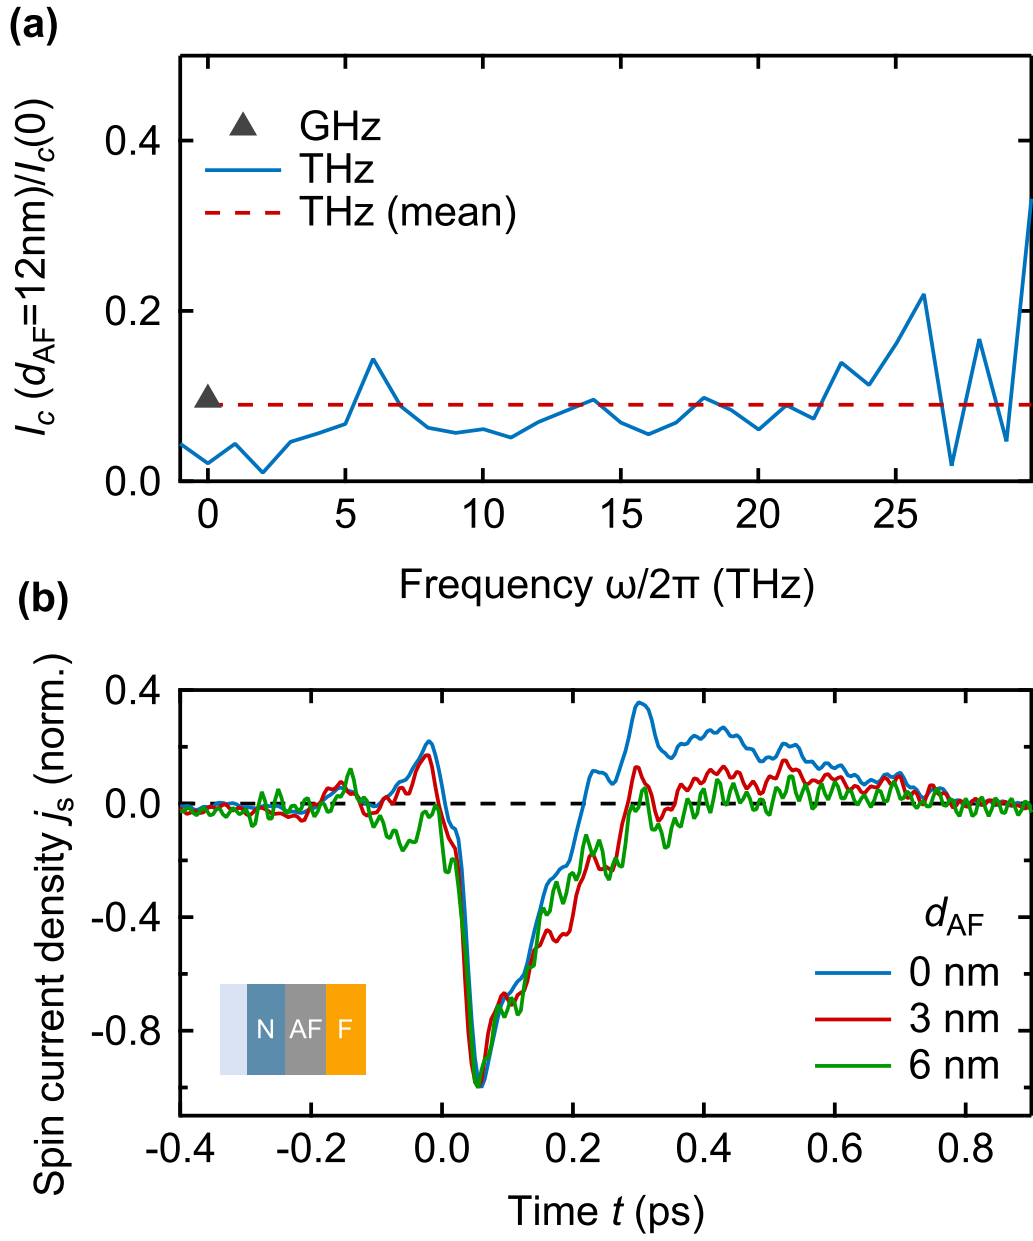 (a)
I_c (d_AF=12nm)/I_c(0)
0.4
0.2
0.0
GHz
THz
THz (mean)
0 5 10 15 20 25
Frequency ω/2π (THz)
(b)
Spin current density j_s (norm.)
0.4
0.0
-0.4
-0.8
N AF F
d_AF
0 nm
3 nm
6 nm
-0.4 -0.2 0.0 0.2 0.4 0.6 0.8
Time t (ps)